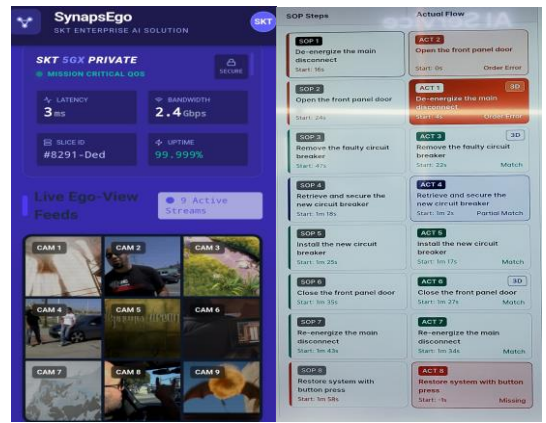 SynapsEgo
SKT ENTERPRISE AI SOLUTION
SKT
SKT 5GX PRIVATE
MISSION CRITICAL QOS
SECURE
LATENCY
3 ms
BANDWIDTH
2.4 Gbps
SLICE ID
#8291-Ded
UPTIME
99.999%
Live Ego-View
Feeds
9 Active
Streams
CAM 1
CAM 2
CAM 3
CAM 4
CAM 5
CAM 6
CAM 7
CAM 8
CAM 9
SOP Steps
Actual Flow
SOP 1
De-energize the main
disconnect
Start: 16s
ACT 2
Open the front panel door
Start: 0s
Order Error
SOP 2
Open the front panel door
Start: 24s
ACT 1
3D
De-energize the main
disconnect
Start: 4s
Order Error
SOP 3
Remove the faulty circuit
breaker
Start: 47s
ACT 3
3D
Remove the faulty circuit
breaker
Start: 22s
Match
SOP 4
Retrieve and secure the
new circuit breaker
Start: 1m 18s
ACT 4
Retrieve and secure the
new circuit breaker
Start: 1m 2s
Partial Match
SOP 5
Install the new circuit
breaker
Start: 1m 25s
ACT 5
Install the new circuit
breaker
Start: 1m 17s
Match
SOP 6
Close the front panel door
Start: 1m 35s
ACT 6
3D
Close the front panel door
Start: 1m 27s
Match
SOP 7
Re-energize the main
disconnect
Start: 1m 43s
ACT 7
Re-energize the main
disconnect
Start: 1m 34s
Match
SOP 8
Restore system with
button press
Start: 1m 58s
ACT 8
Restore system with button
press
Start: -1s
Missing